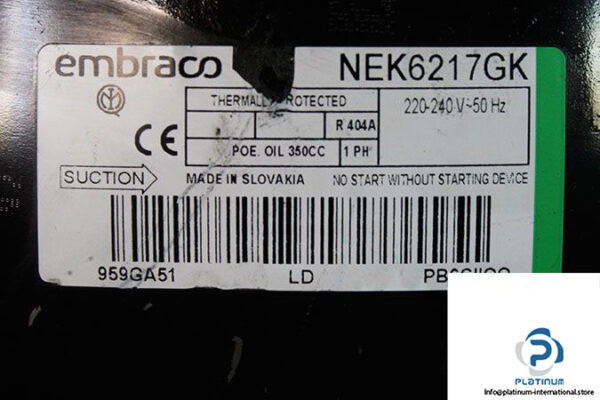 embraco NEK6217GK
THERMALLY PROTECTED
R 404A
220-240 V~50 Hz
CE
POE. OIL 350CC 1 PH
SUCTION
MADE IN SLOVAKIA NO START WITHOUT STARTING DEVICE
959GA51 LD
PLATINUM
Info@platinum-international.store